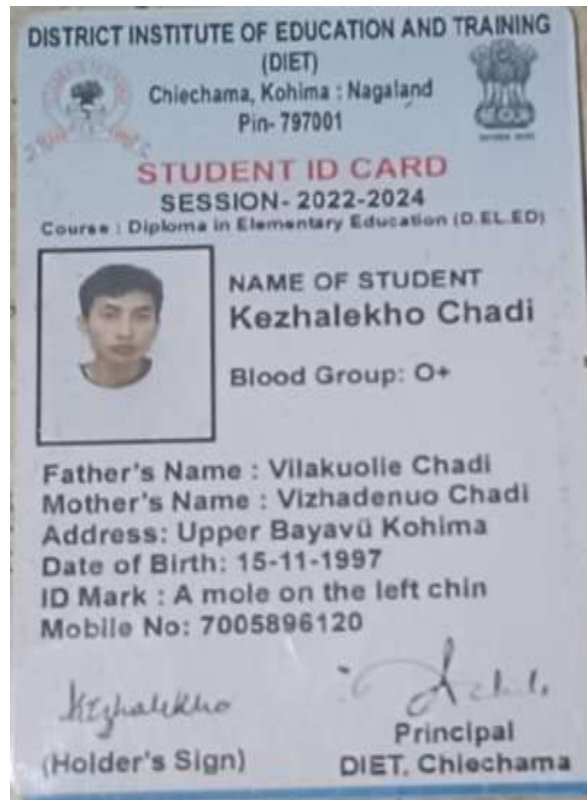 DISTRICT INSTITUTE OF EDUCATION AND TRAINING
(DIET)
Chiechama, Kohima : Nagaland
Pin- 797001
STUDENT ID CARD
SESSION- 2022-2024
Course : Diploma in Elementary Education (D.EL.ED)
NAME OF STUDENT
Kezhalekho Chadi
Blood Group: O+
Father's Name : Vilakuolie Chadi
Mother's Name : Vizhadenuo Chadi
Address: Upper Bayavü Kohima
Date of Birth: 15-11-1997
ID Mark : A mole on the left chin
Mobile No: 7005896120
Kezhalekho
(Holder's Sign)
Principal
DIET, Chiechama